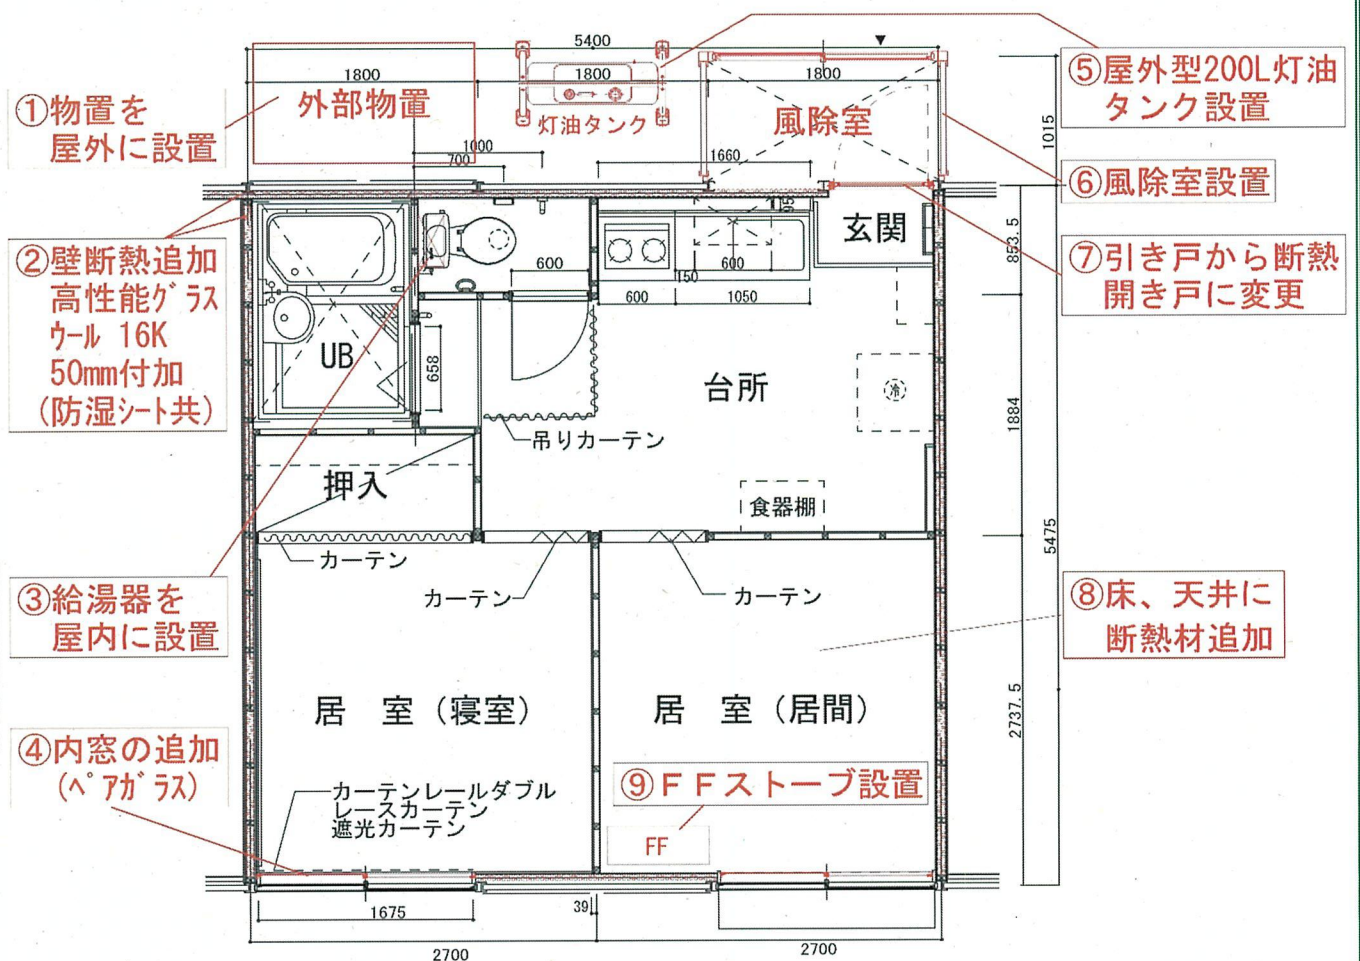 5400
1800
1800
1800
①物置を
屋外に設置
外部物置
灯油タンク
風除室
⑤屋外型200L灯油
タンク設置
1015
⑥風除室設置
1000
700
1660
95
玄関
853.5
⑦引き戸から断熱
開き戸に変更
②壁断熱追加
高性能グラス
ウール 16K
50mm付加
(防湿シート共)
600
150
600
600
1050
UB
658
台所
冷
1884
吊りカーテン
押入
食器棚
カーテン
カーテン
カーテン
5475
③給湯器を
屋内に設置
⑧床、天井に
断熱材追加
居 室(寝室)
居 室(居間)
2737.5
④内窓の追加
(ペアガラス)
カーテンレールダブル
レースカーテン
遮光カーテン
⑨FFストーブ設置
FF
1675
39
2700
2700